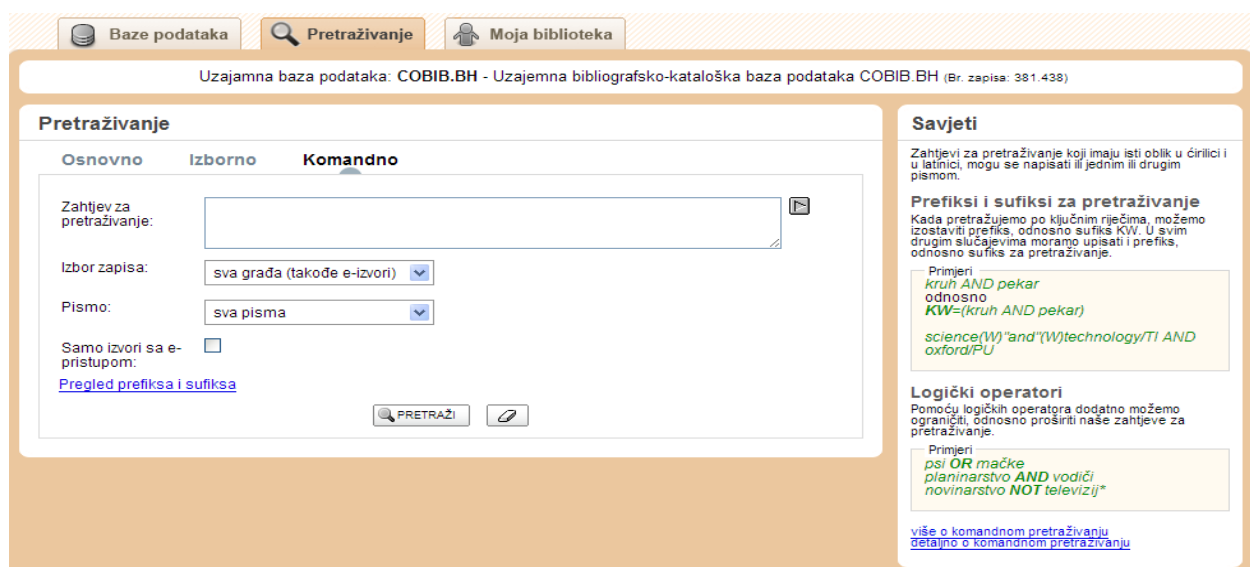 Baze podataka
Pretraživanje
Moja biblioteka
Uzajamna baza podataka: COBIB.BH - Uzajemna bibliografsko-kataloška baza podataka COBIB.BH (Br. zapisa: 381.438)
Pretraživanje
Osnovno Izborno Komandno
Zahtjev za
pretraživanje:
Izbor zapisa:
sva građa (takođe e-izvori)
Pismo:
sva pisma
Samo izvori sa e-
pristupom:
Pregled prefiksa i sufiksa
PRETRAŽI
Savjeti
Zahtjevi za pretraživanje koji imaju isti oblik u ćirilici i
u latinici, mogu se napisati ili jednim ili drugim
pismom.
Prefiksi i sufiksi za pretraživanje
Kada pretražujemo po ključnim riječima, možemo
izostaviti prefiks, odnosno sufiks KW. U svim
drugim slučajevima moramo upisati i prefiks,
odnosno sufiks za pretraživanje.
Primjeri
kruh AND pekar
odnosno
KW=(kruh AND pekar)
science(W)"and"(W)technology/TI AND
oxford/PU
Logički operatori
Pomoću logičkih operatora dodatno možemo
ograničiti, odnosno proširiti naše zahtjeve za
pretraživanje.
Primjeri
psi OR mačke
planinarstvo AND vodiči
novinarstvo NOT televizij*
više o komandnom pretraživanju
detaljno o komandnom pretraživanju